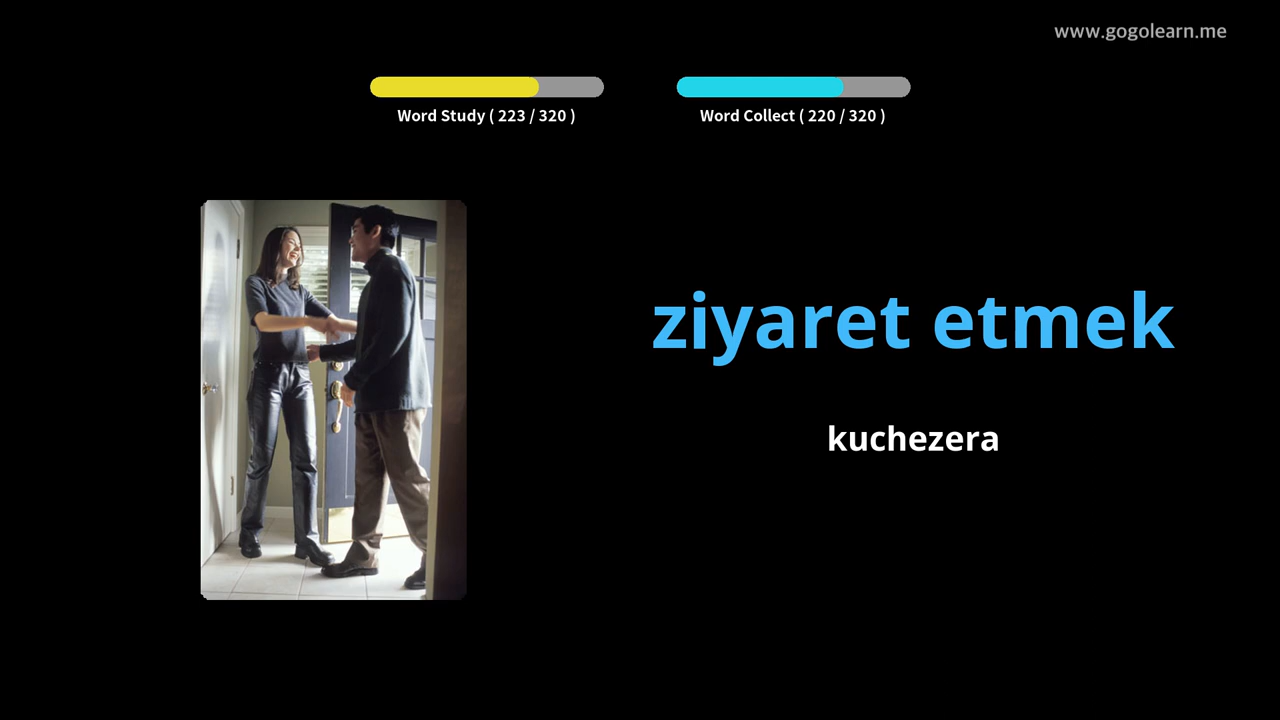 www.gogolearn.me
Word Study ( 223 / 320 )
Word Collect ( 220 / 320 )
ziyaret etmek
kuchezera